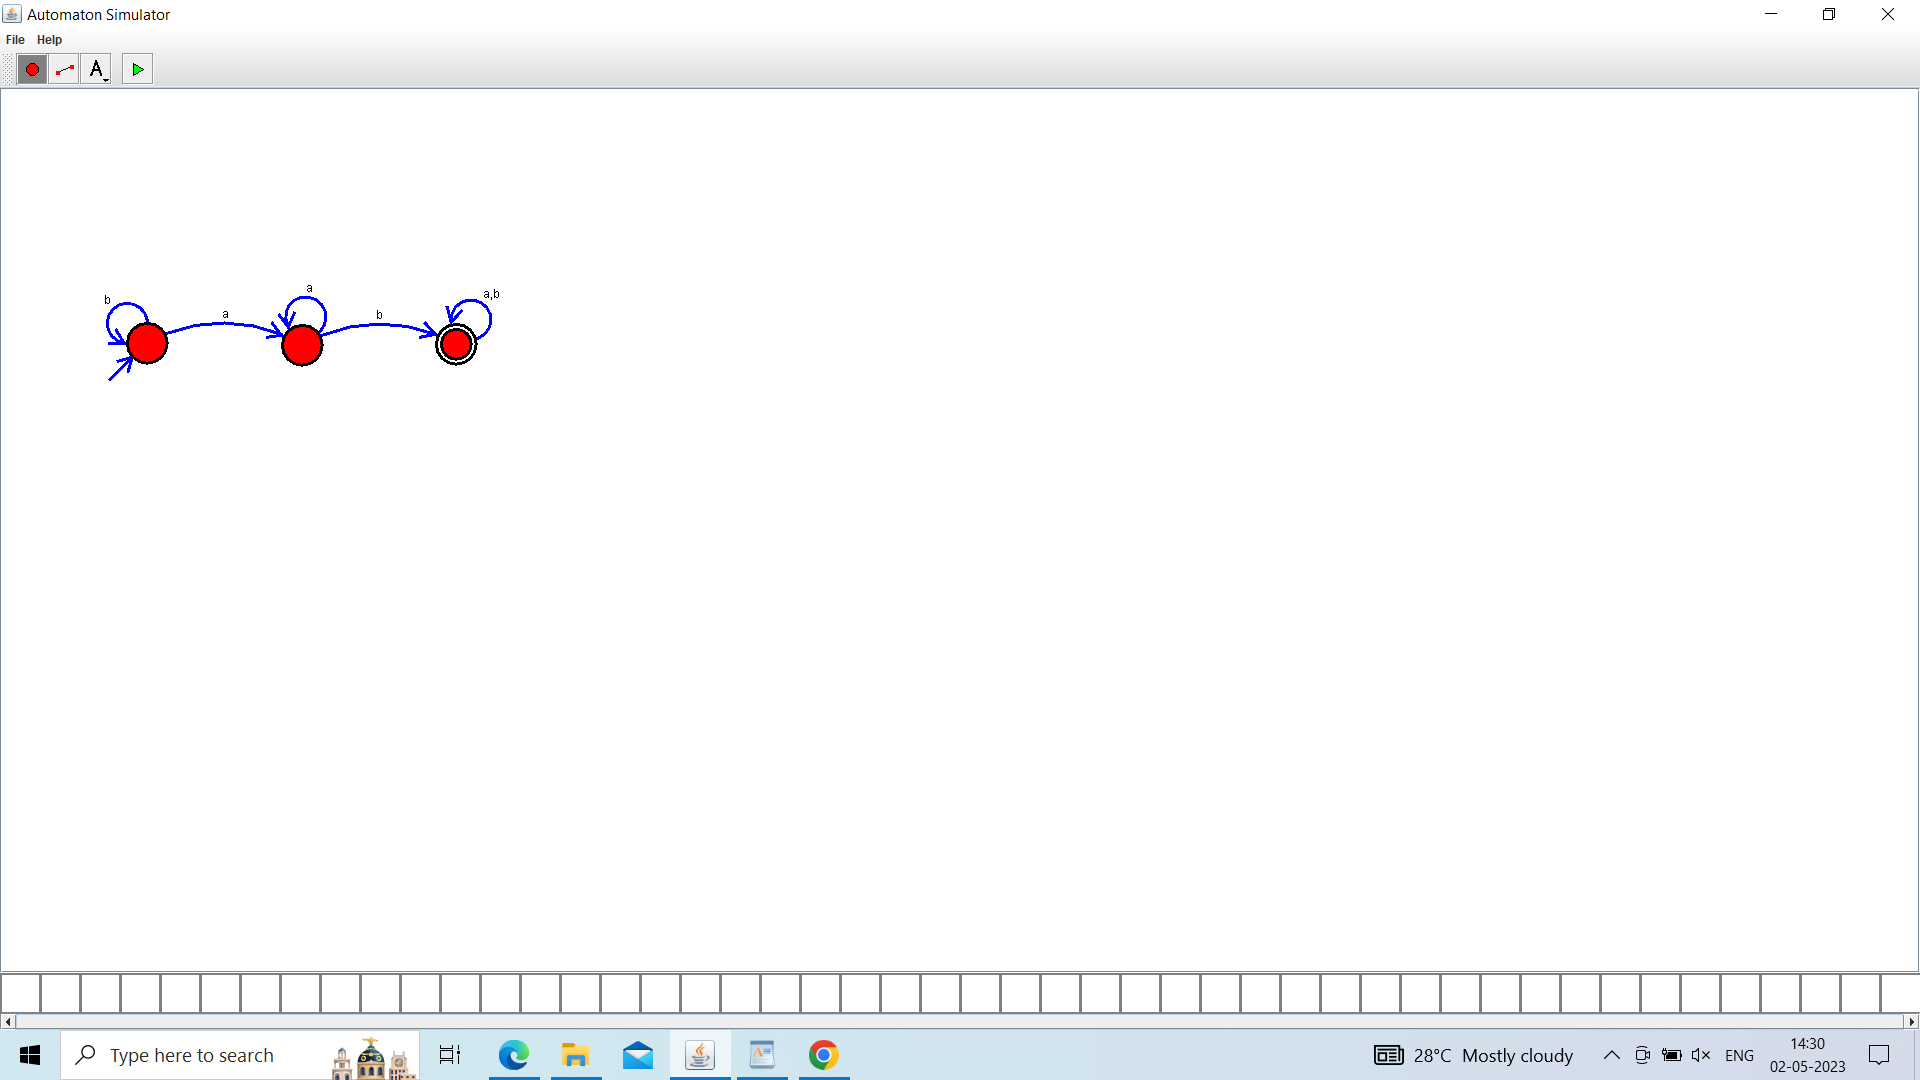 Automaton Simulator
File Help
A
b
a
a
b
a,b
Type here to search
28°C Mostly cloudy
ENG
14:30
02-05-2023